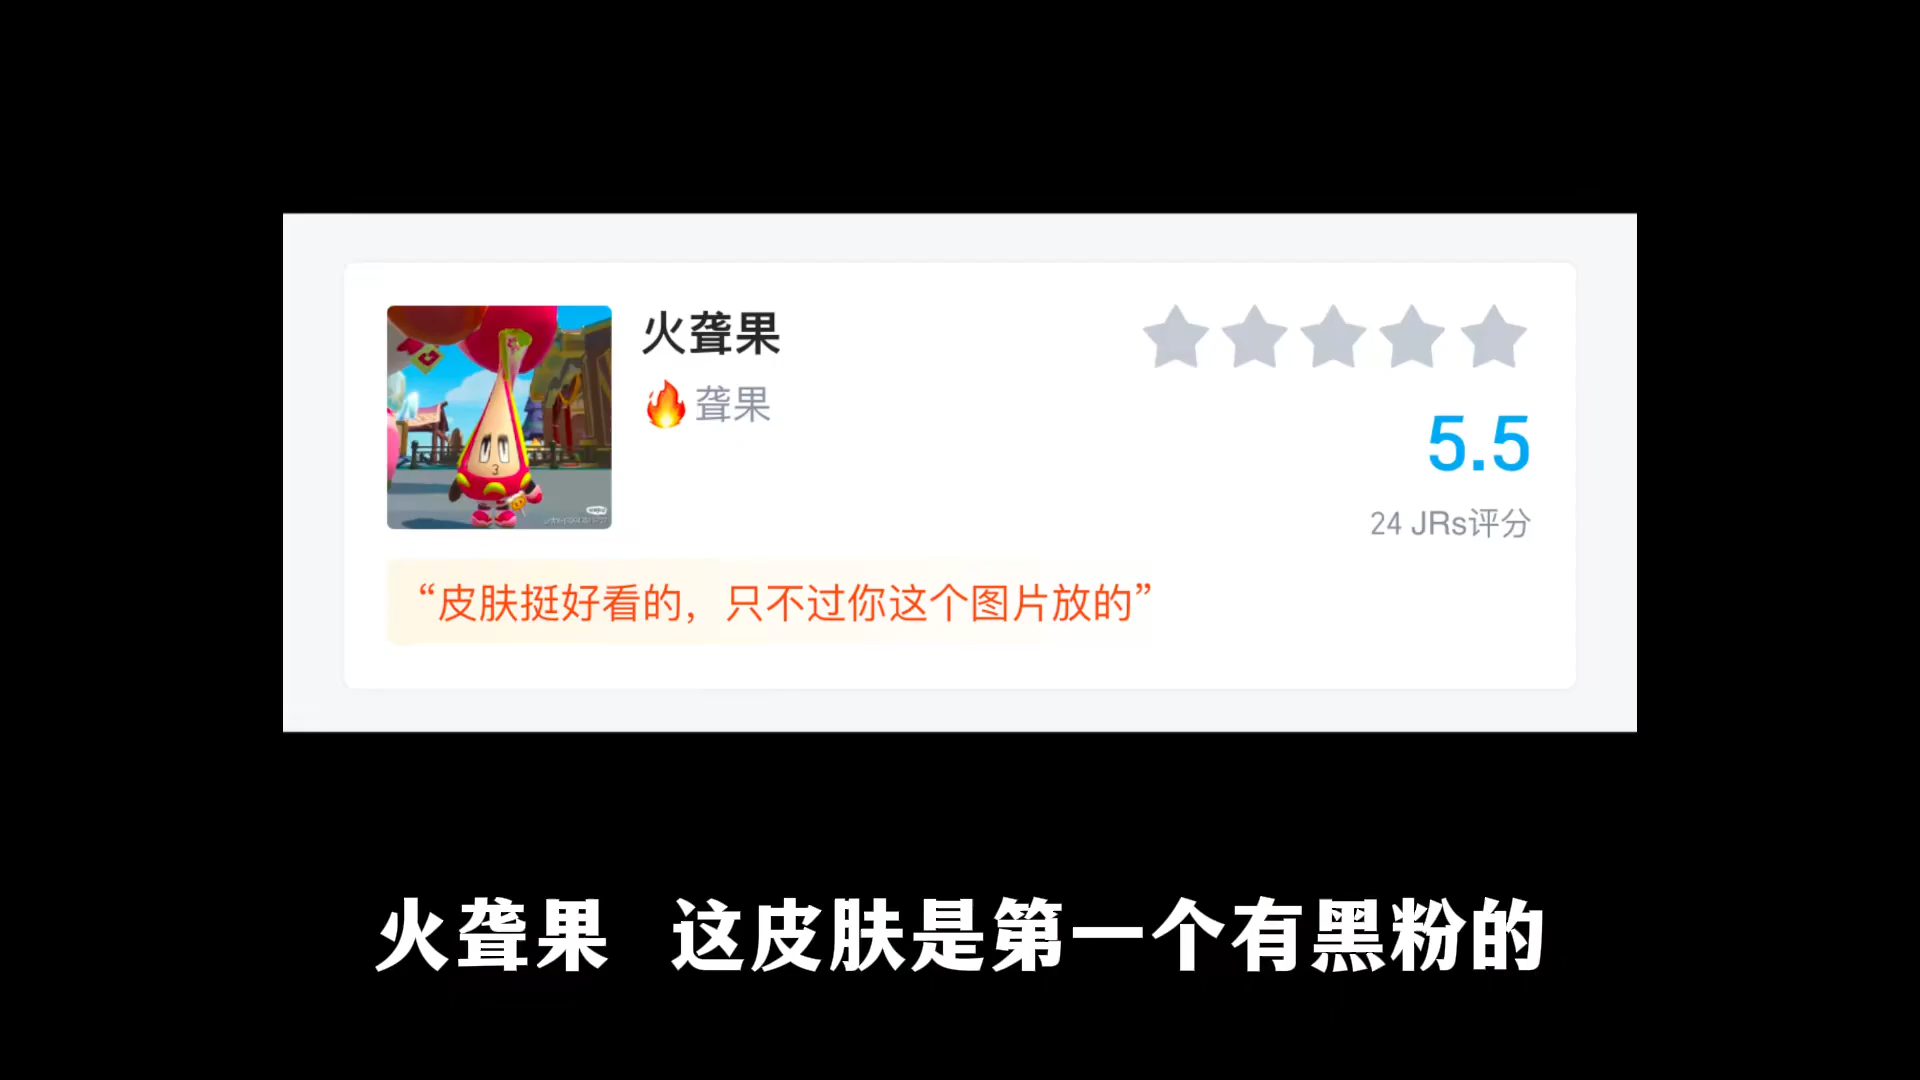 火聋果
🔥聋果
5.5
24 JRs评分
“皮肤挺好看的，只不过你这个图片放的”
火聋果 这皮肤是第一个有黑粉的